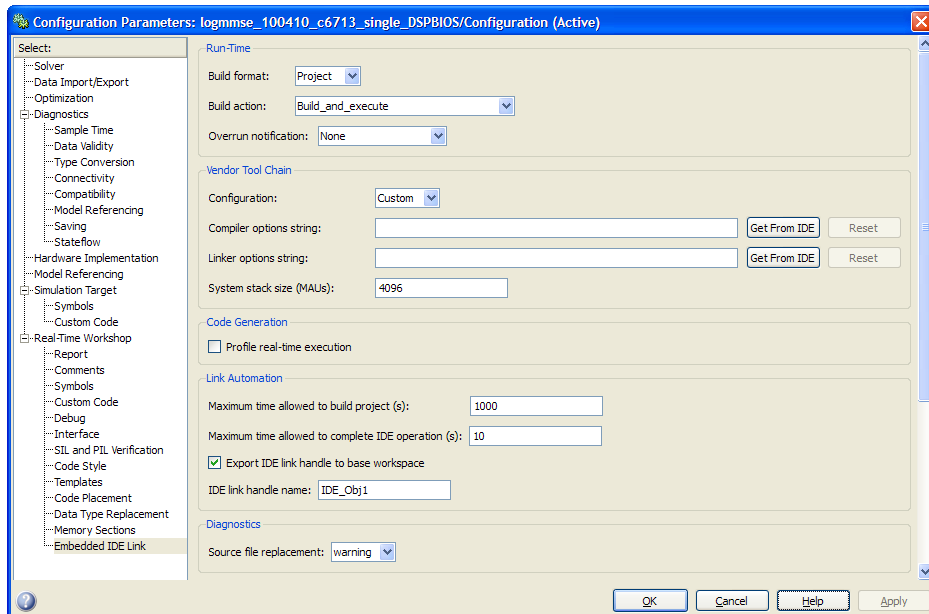 Configuration Parameters: logmmse_100410_c6713_single_DSPBIOS/Configuration (Active)
Select:
Solver
Data Import/Export
Optimization
Diagnostics
Sample Time
Data Validity
Type Conversion
Connectivity
Compatibility
Model Referencing
Saving
Stateflow
Hardware Implementation
Model Referencing
Simulation Target
Symbols
Custom Code
Real-Time Workshop
Report
Comments
Symbols
Custom Code
Debug
Interface
SIL and PIL Verification
Code Style
Templates
Code Placement
Data Type Replacement
Memory Sections
Embedded IDE Link
Run-Time
Build format: Project
Build action: Build_and_execute
Overrun notification: None
Vendor Tool Chain
Configuration: Custom
Compiler options string: Get From IDE Reset
Linker options string: Get From IDE Reset
System stack size (MAUs): 4096
Code Generation
Profile real-time execution
Link Automation
Maximum time allowed to build project (s): 1000
Maximum time allowed to complete IDE operation (s): 10
Export IDE link handle to base workspace
IDE link handle name: IDE_Obj1
Diagnostics
Source file replacement: warning
? OK Cancel Help Apply